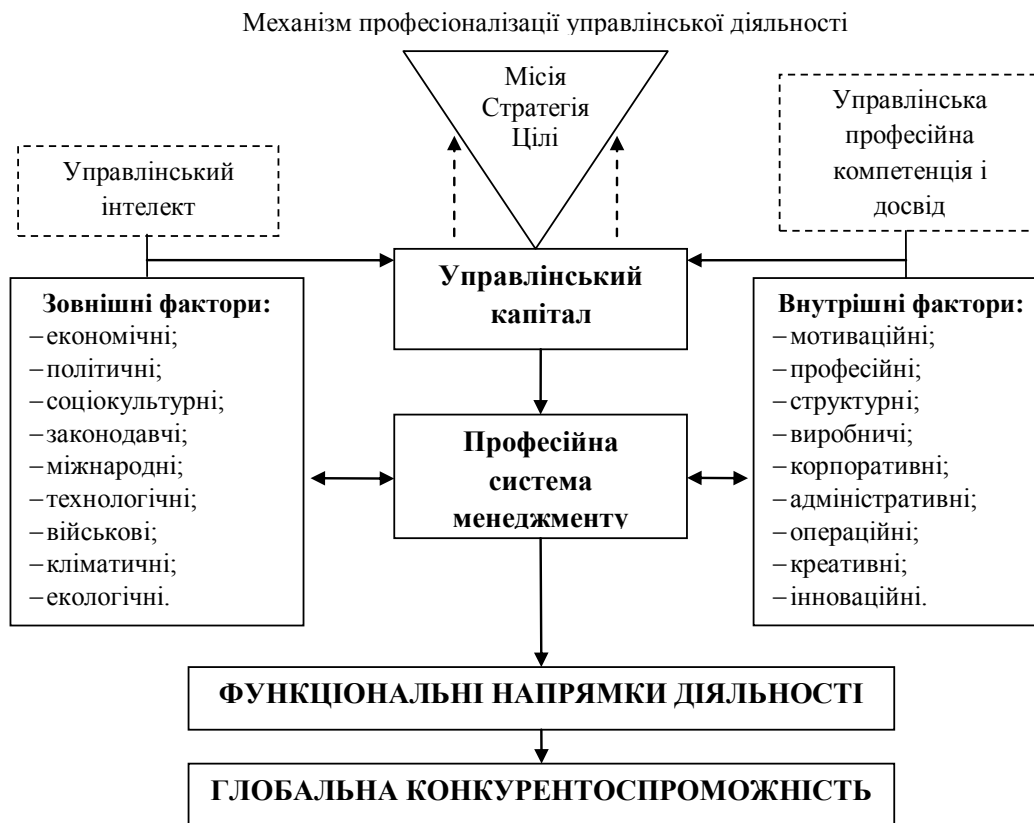 Механізм професіоналізації управлінської діяльності
Місія
Стратегія
Цілі
Управлінський
інтелект
Управлінська
професійна
компетенція і
досвід
Управлінський
капітал
Зовнішні фактори:
–економічні;
–політичні;
–соціокультурні;
–законодавчі;
–міжнародні;
–технологічні;
–військові;
–кліматичні;
–екологічні.
Професійна
система
менеджменту
Внутрішні фактори:
–мотиваційні;
–професійні;
–структурні;
–виробничі;
–корпоративні;
–адміністративні;
–операційні;
–креативні;
–інноваційні.
ФУНКЦІОНАЛЬНІ НАПРЯМКИ ДІЯЛЬНОСТІ
ГЛОБАЛЬНА КОНКУРЕНТОСПРОМОЖНІСТЬ